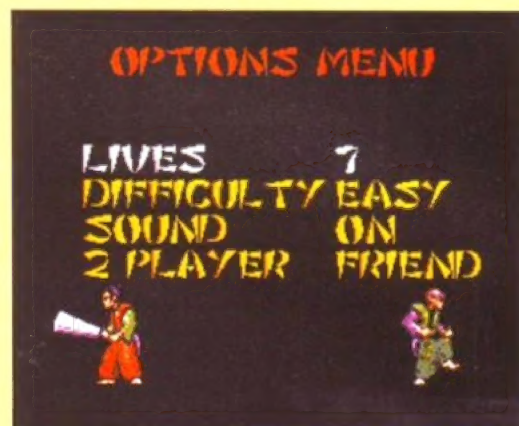 OPTIONS MENU
LIVES 7
DIFFICULTY EASY
SOUND ON
2 PLAYER FRIEND